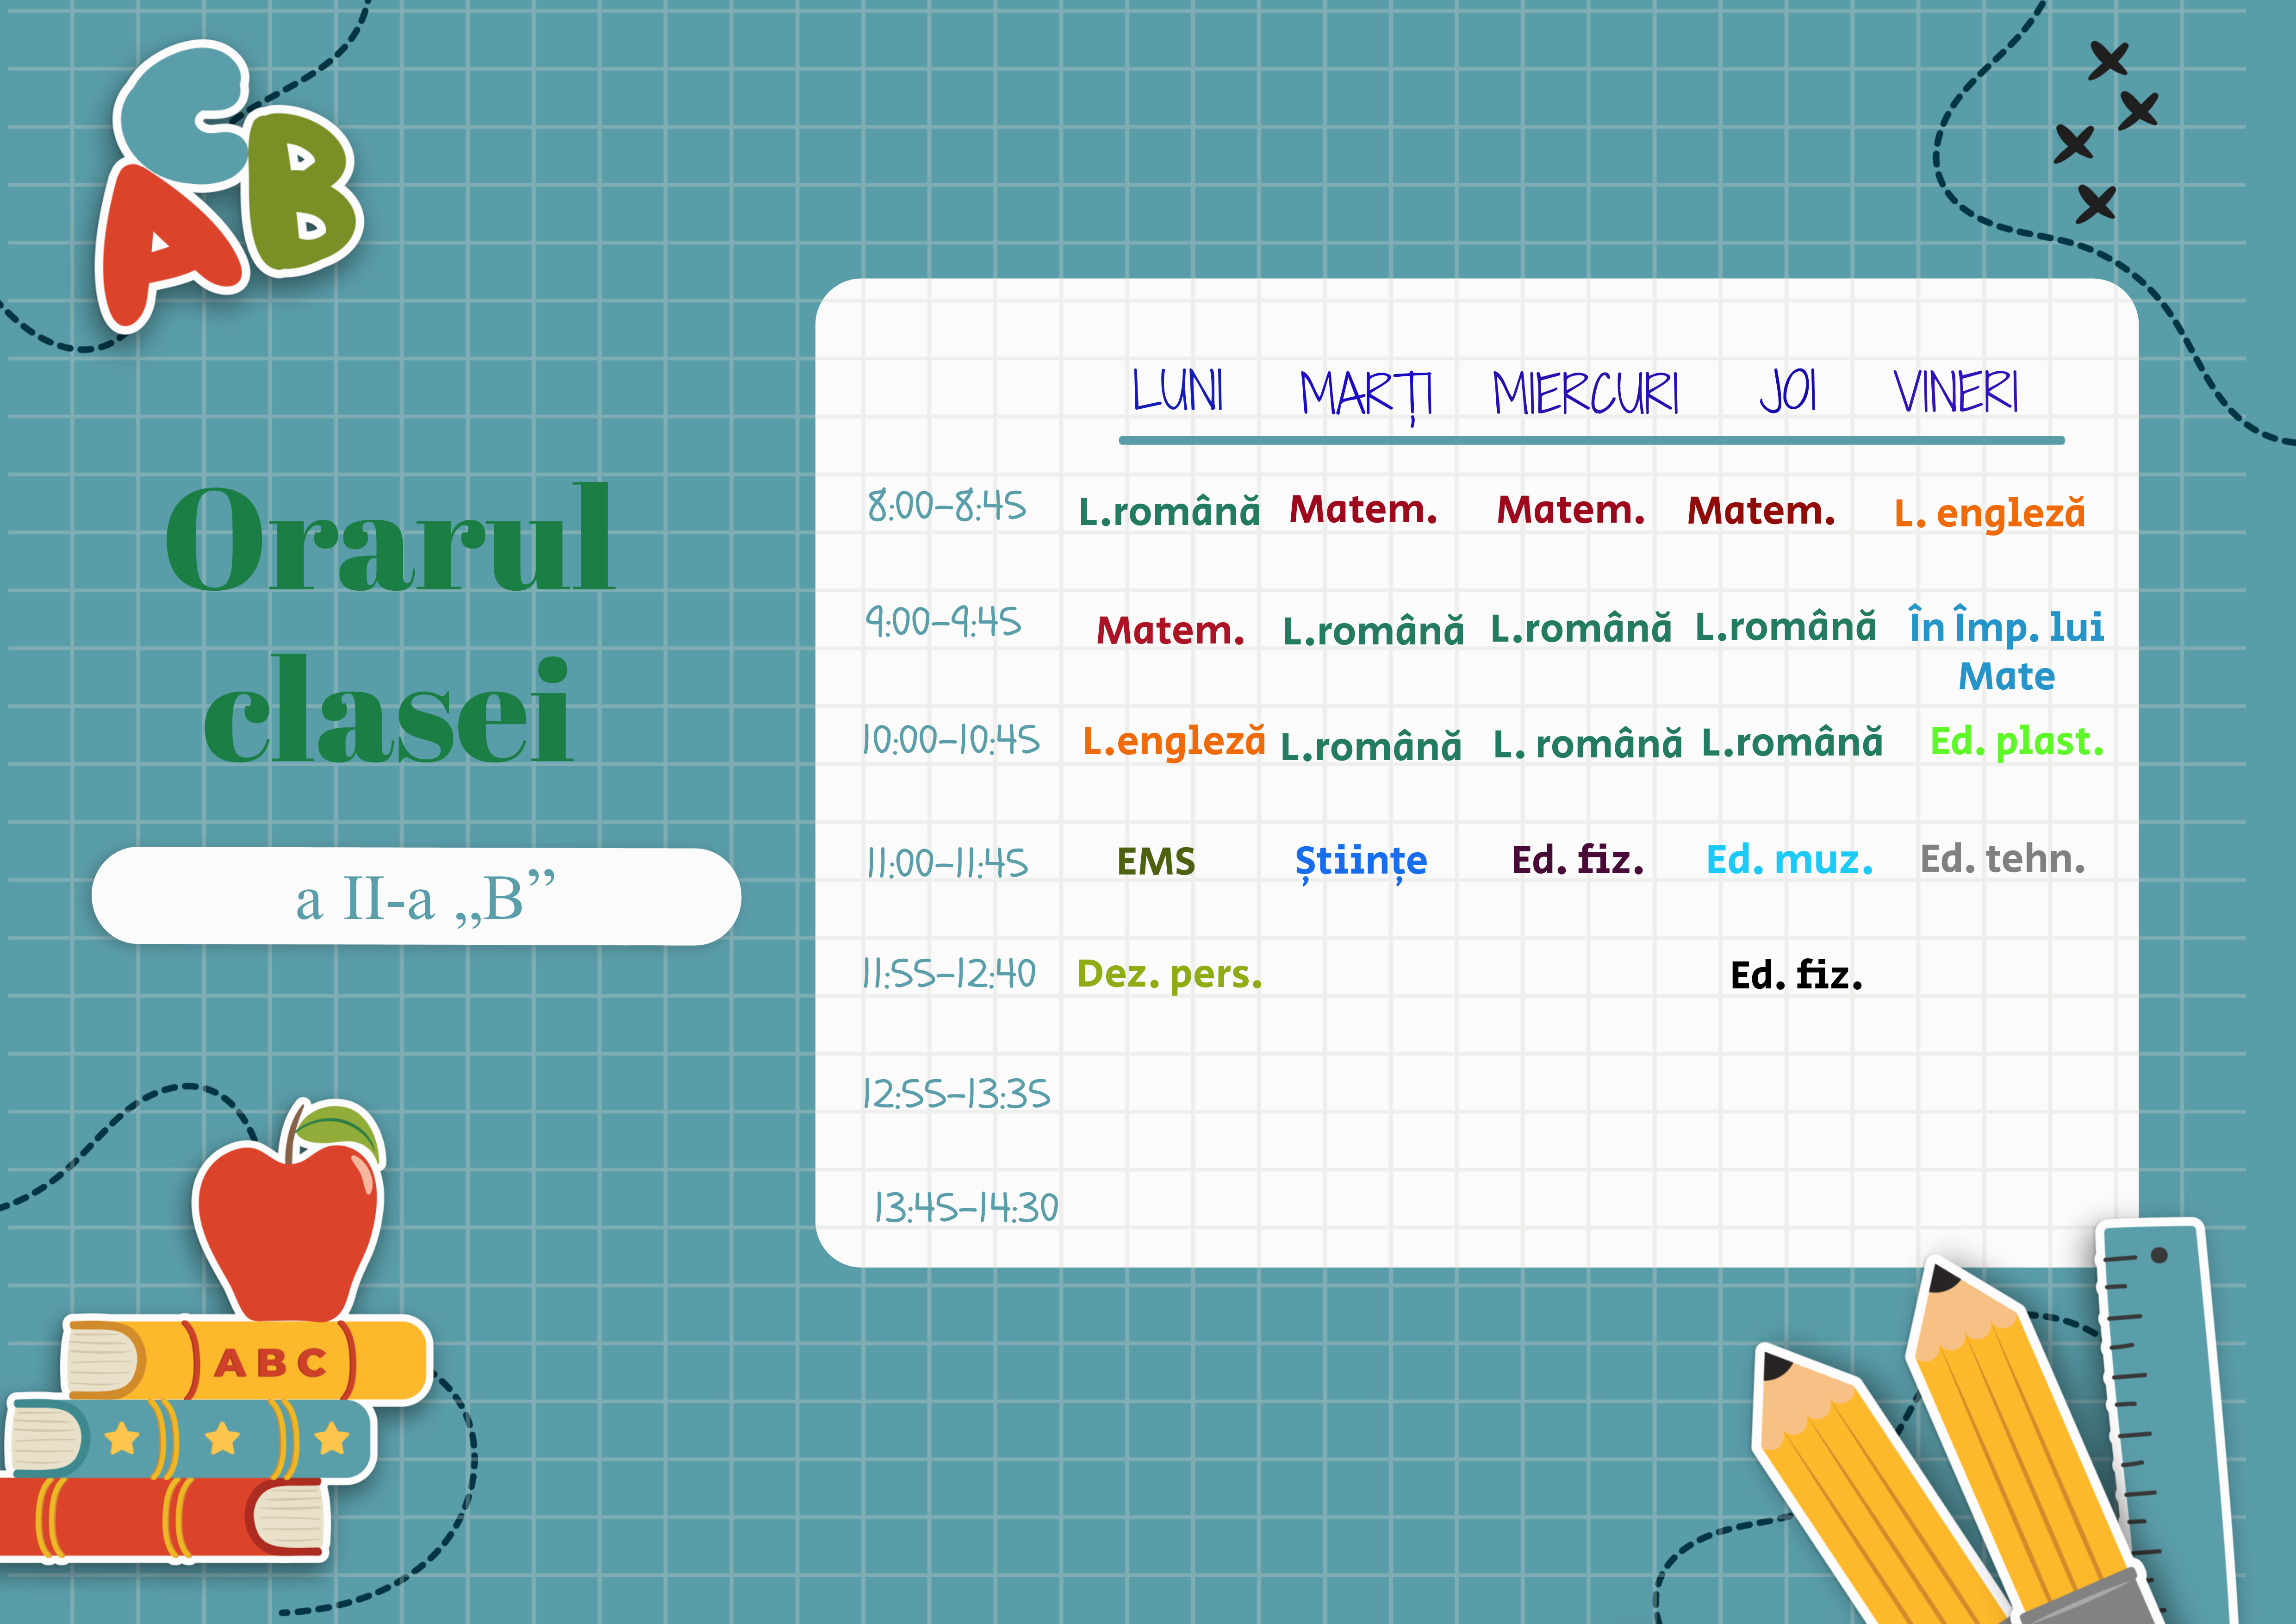 C
A B
Orarul
clasei
a II-a „B”
LUNI MARȚI MIERCURI JOI VINERI
8:00-8:45 L.română Matem. Matem. Matem. L. engleză
9:00-9:45 Matem. L.română L.română L.română În Împ. lui
Mate
10:00-10:45 L.engleză L.română L. română L.română Ed. plast.
11:00-11:45 EMS Științe Ed. fiz. Ed. muz. Ed. tehn.
11:55-12:40 Dez. pers. Ed. fiz.
12:55-13:35
13:45-14:30
ABC